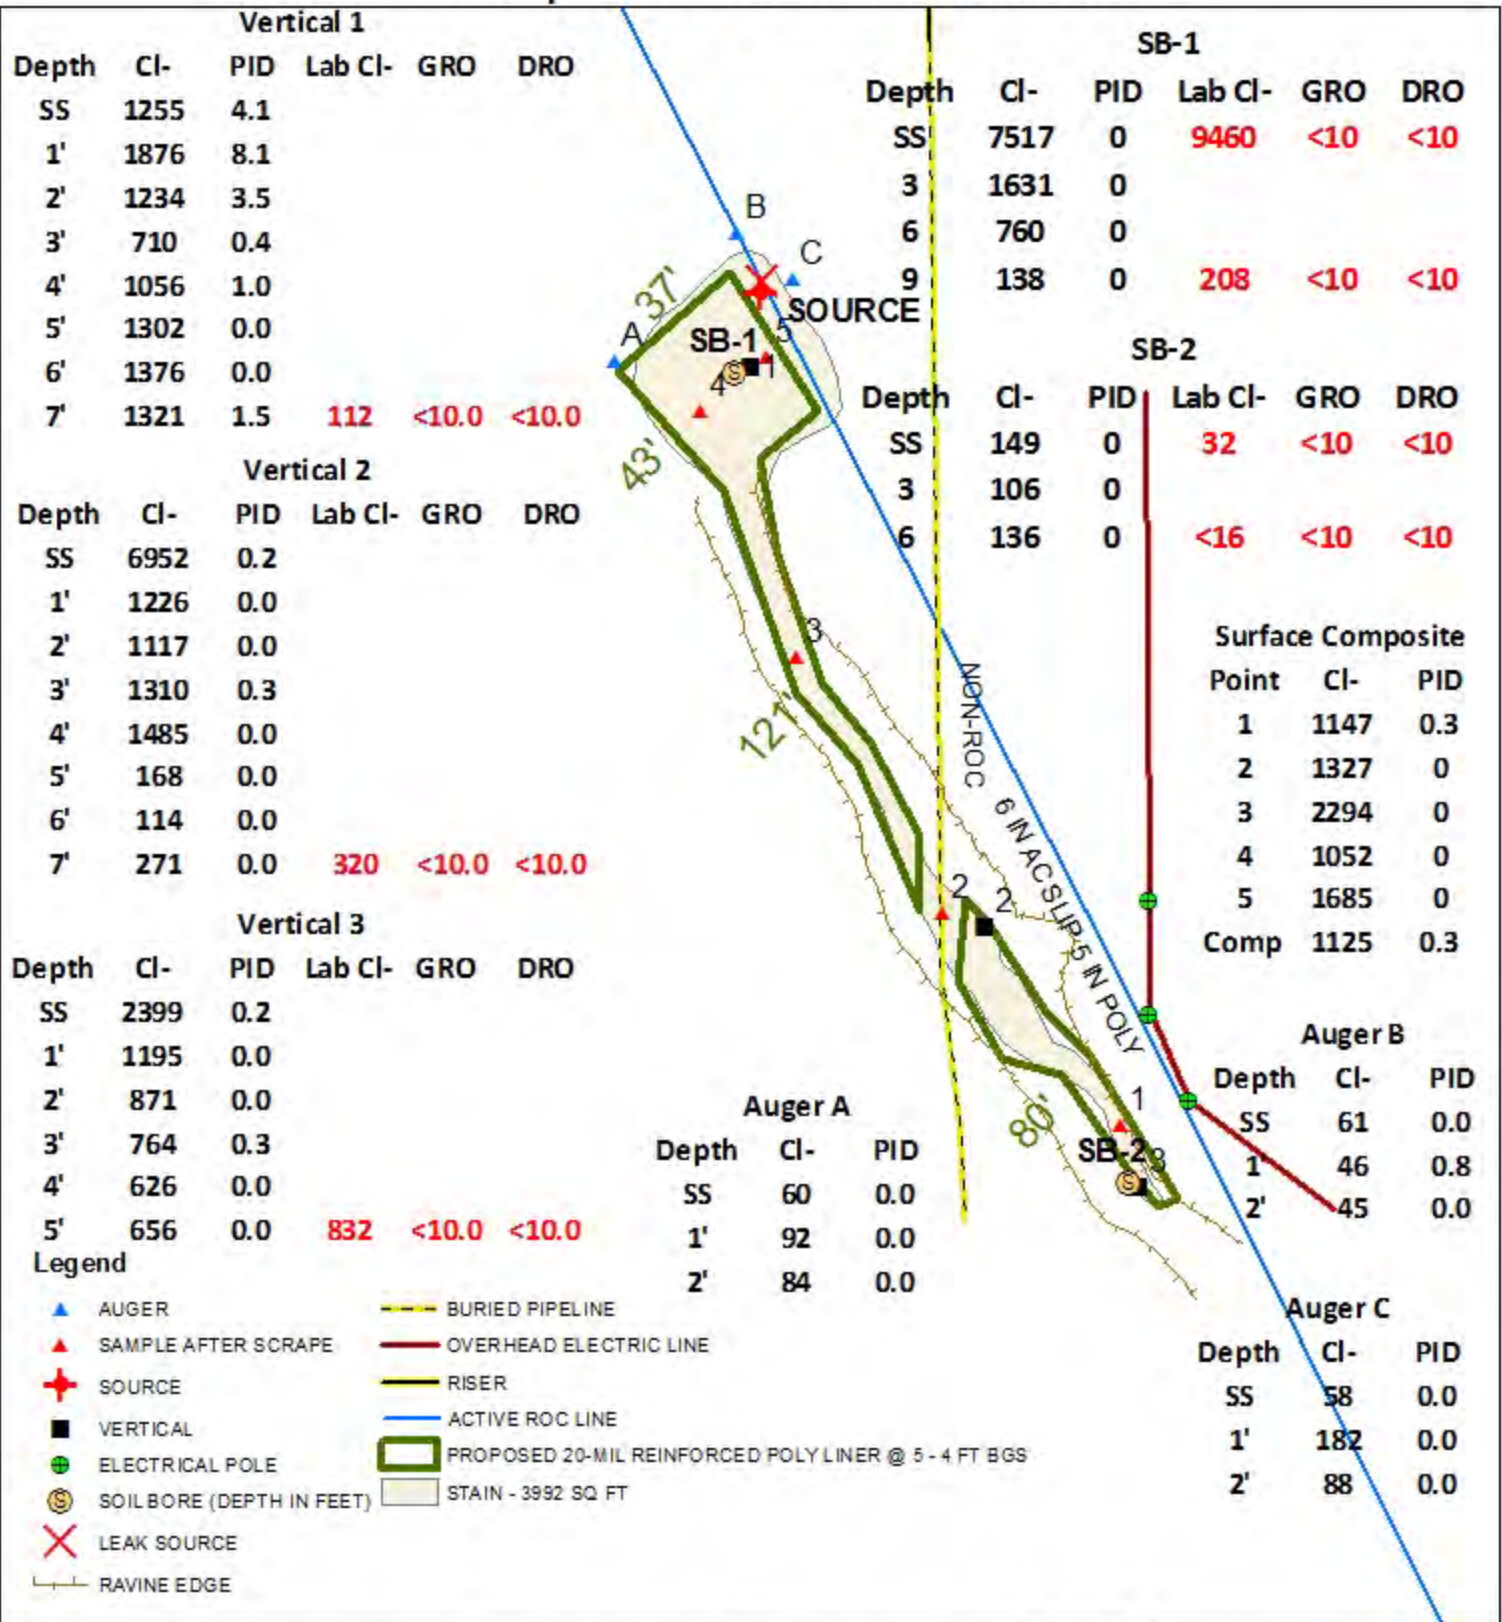 Vertical 1
Depth Cl- PID Lab Cl- GRO DRO
SS 1255 4.1
1' 1876 8.1
2' 1234 3.5
3' 710 0.4
4' 1056 1.0
5' 1302 0.0
6' 1376 0.0
7' 1321 1.5 112 <10.0 <10.0
Vertical 2
Depth Cl- PID Lab Cl- GRO DRO
SS 6952 0.2
1' 1226 0.0
2' 1117 0.0
3' 1310 0.3
4' 1485 0.0
5' 168 0.0
6' 114 0.0
7' 271 0.0 320 <10.0 <10.0
Vertical 3
Depth Cl- PID Lab Cl- GRO DRO
SS 2399 0.2
1' 1195 0.0
2' 871 0.0
3' 764 0.3
4' 626 0.0
5' 656 0.0 832 <10.0 <10.0
SB-1
Depth Cl- PID Lab Cl- GRO DRO
SS 7517 0 9460 <10 <10
3 1631 0
6 760 0
9 138 0 208 <10 <10
SB-2
Depth Cl- PID Lab Cl- GRO DRO
SS 149 0 32 <10 <10
3 106 0
6 136 0 <16 <10 <10
Surface Composite
Point Cl- PID
1 1147 0.3
2 1327 0
3 2294 0
4 1052 0
5 1685 0
Comp 1125 0.3
Auger A
Depth Cl- PID
SS 60 0.0
1' 92 0.0
2' 84 0.0
Auger B
Depth Cl- PID
SS 61 0.0
1' 46 0.8
2' 45 0.0
Auger C
Depth Cl- PID
SS 58 0.0
1' 182 0.0
2' 88 0.0
B
C
37'
A
SOURCE
5
SB-1
1
4
S
43'
3
121'
NON-ROC
6 IN AC SLIP 5 IN POLY
2
2
80'
1
SB-2
3
S
Legend
AUGER
SAMPLE AFTER SCRAPE
SOURCE
VERTICAL
ELECTRICAL POLE
S SOIL BORE (DEPTH IN FEET)
LEAK SOURCE
RAVINE EDGE
BURIED PIPELINE
OVERHEAD ELECTRIC LINE
RISER
ACTIVE ROC LINE
PROPOSED 20-MIL REINFORCED POLY LINER @ 5 - 4 FT BGS
STAIN - 3992 SQ FT